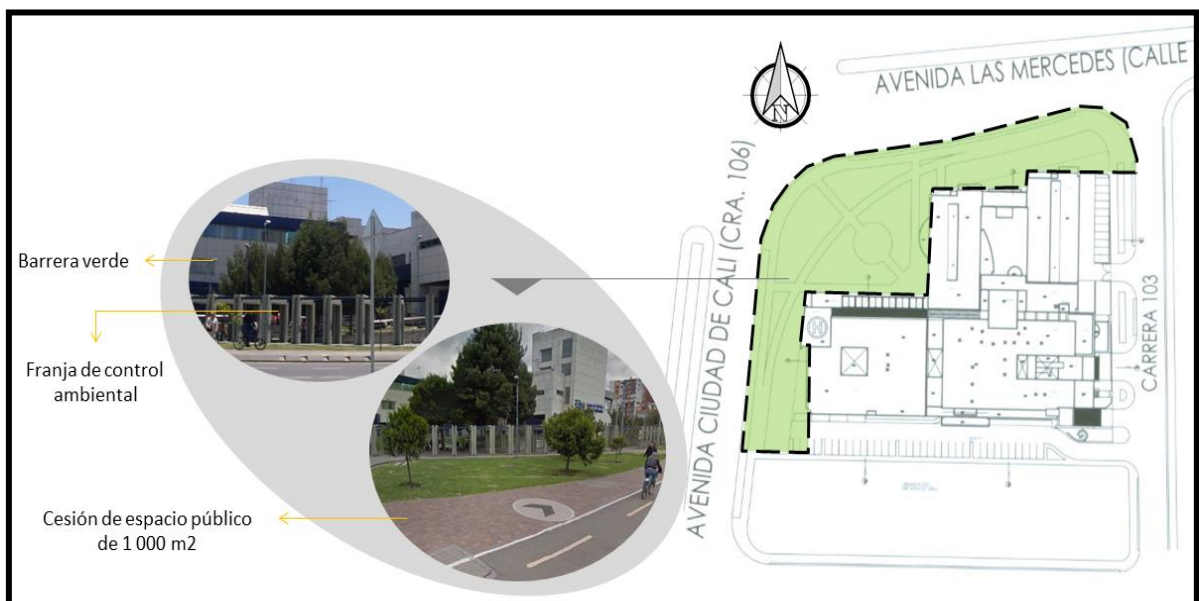 AVENIDA LAS MERCEDES (CALLE
N
AVENIDA CIUDAD DE CALI (CRA. 106)
Barrera verde
Franja de control
ambiental
CARRERA 103
H
Cesión de espacio público
de 1 000 m2